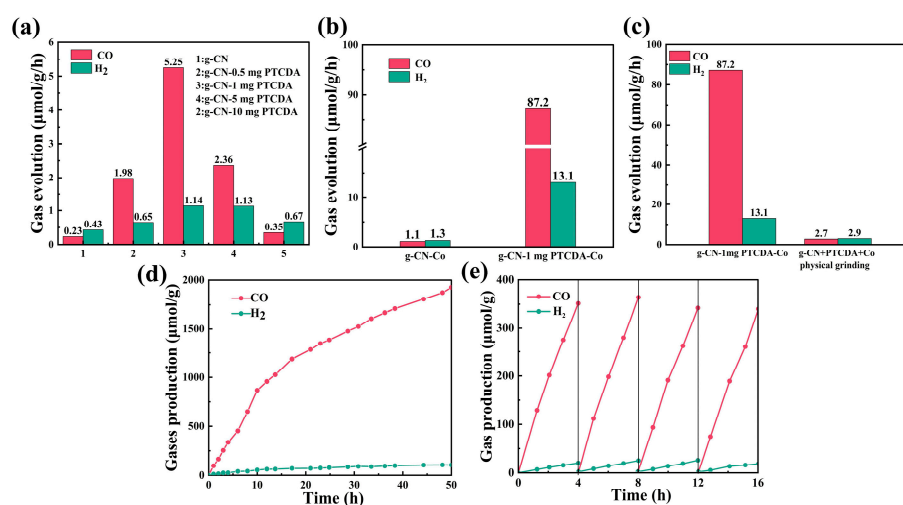 (a)
CO
H2
1:g-CN
2:g-CN-0.5 mg PTCDA
3:g-CN-1 mg PTCDA
4:g-CN-5 mg PTCDA
2:g-CN-10 mg PTCDA
Gas evolution (μmol/g/h)
6
5
4
3
2
1
0
0.23
0.43
1.98
0.65
5.25
1.14
2.36
1.13
0.35
0.67
1 2 3 4 5
(b)
CO
H2
Gas evolution (μmol/g/h)
100
90
10
0
1.1
1.3
87.2
13.1
g-CN-Co
g-CN-1 mg PTCDA-Co
(c)
CO
H2
Gas evolution (μmol/g/h)
100
80
60
40
20
0
87.2
13.1
2.7
2.9
g-CN-1mg PTCDA-Co
g-CN+PTCDA+Co
physical grinding
(d)
CO
H2
Gases production (μmol/g)
2000
1500
1000
500
0
0 10 20 30 40 50
Time (h)
(e)
CO
H2
Gas production (μmol/g)
400
300
200
100
0
0 4 8 12 16
Time (h)